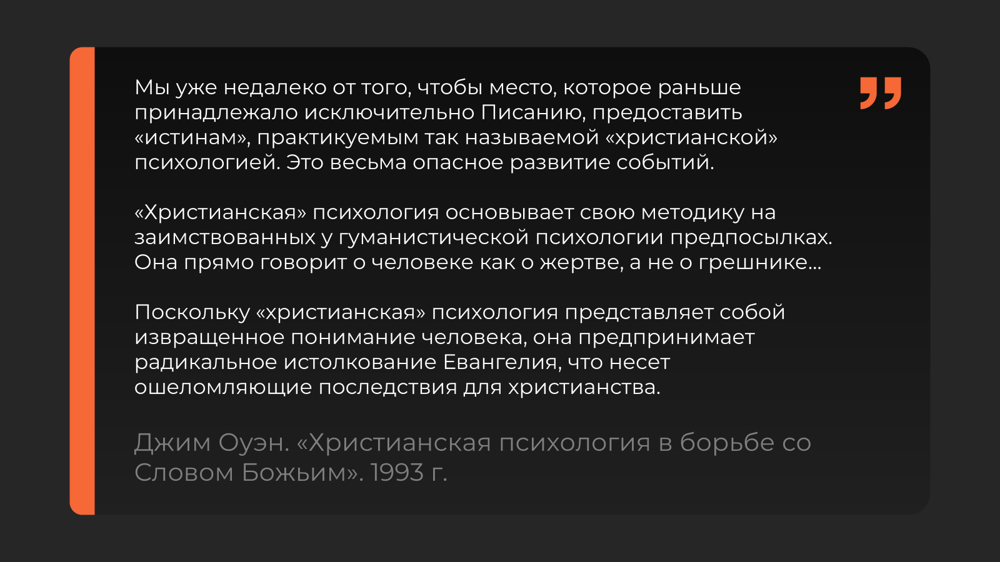 Мы уже недалеко от того, чтобы место, которое раньше
принадлежало исключительно Писанию, предоставить
«истинам», практикуемым так называемой «христианской»
психологией. Это весьма опасное развитие событий.
«Христианская» психология основывает свою методику на
заимствованных у гуманистической психологии предпосылках.
Она прямо говорит о человеке как о жертве, а не о грешнике...
Поскольку «христианская» психология представляет собой
извращенное понимание человека, она предпринимает
радикальное истолкование Евангелия, что несет
ошеломляющие последствия для христианства.
Джим Оуэн. «Христианская психология в борьбе со
Словом Божьим». 1993 г.